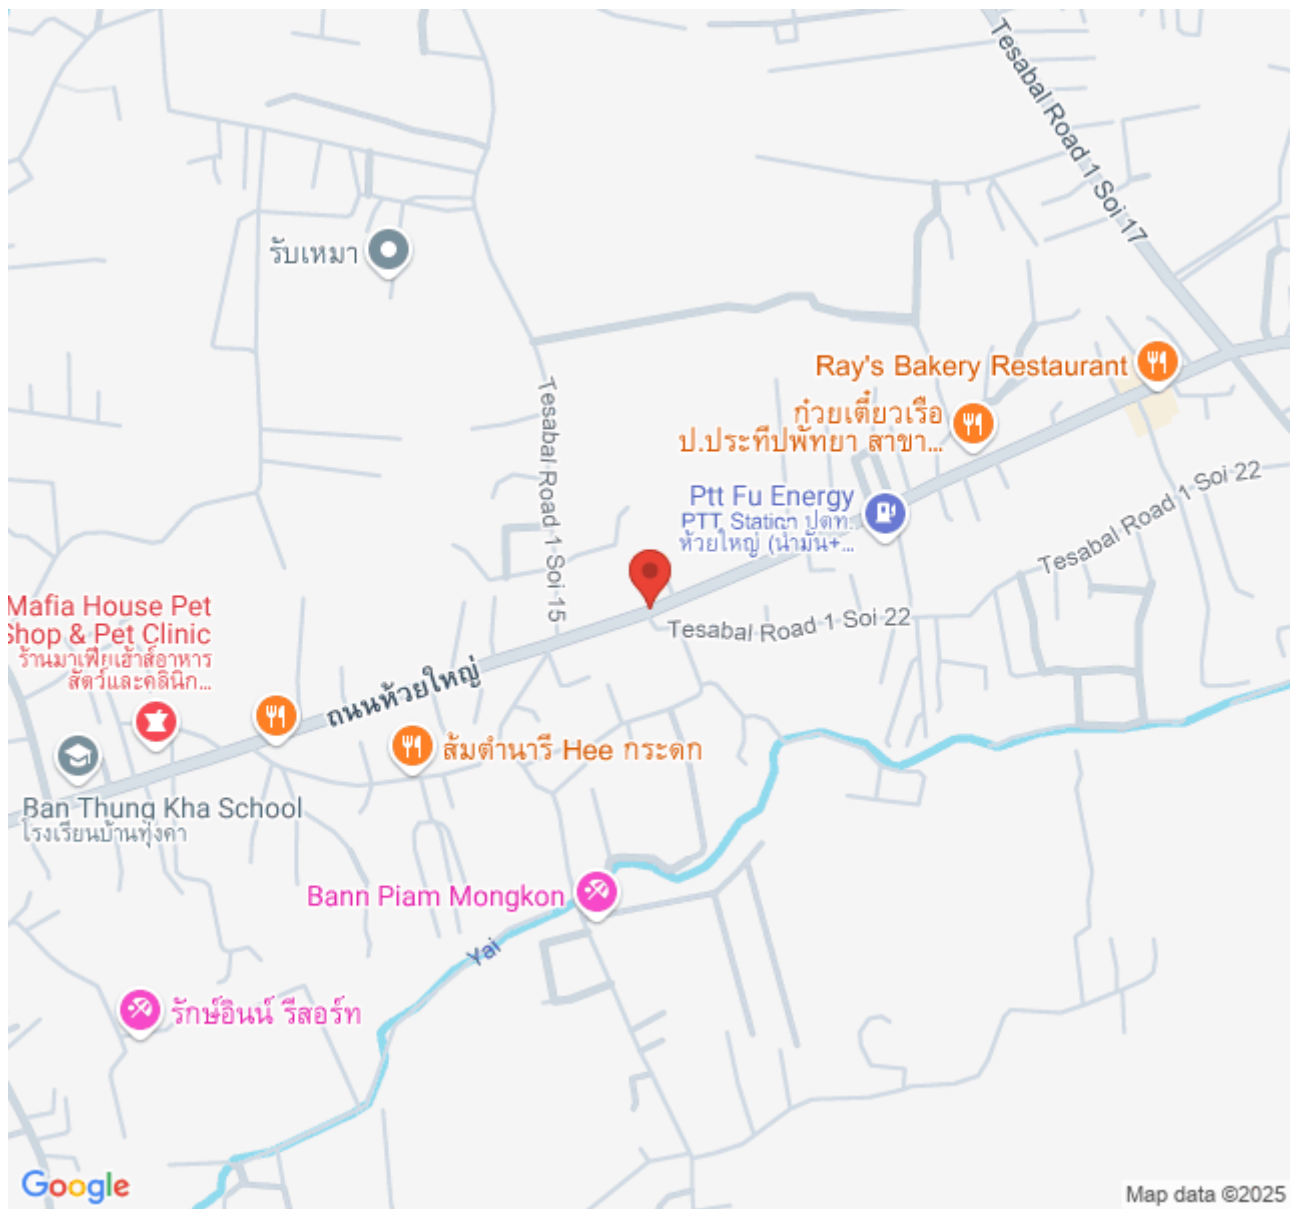 Tesabal Road 1 Soi 17
รับเหมา
Ray's Bakery Restaurant
ก๋วยเตี๋ยวเรือ
ป.ประทีปพัทยา สาขา...
Tesabal Road 1 Soi 15
Tesabal Road 1 Soi 22
Ptt Fu Energy
PTT Station ปตท.
ห้วยใหญ่ (น้ำมัน+...
Mafia House Pet
Shop & Pet Clinic
ร้านมาเฟียเฮ้าส์อาหาร
สัตว์และคลินิก...
Tesabal Road 1 Soi 22
ถนนห้วยใหญ่
ส้มตำนารี Hee กระดก
Ban Thung Kha School
โรงเรียนบ้านทุ่งคา
Bann Piam Mongkon
Yai
รักษ์อินน์ รีสอร์ท
Google
Map data ©2025